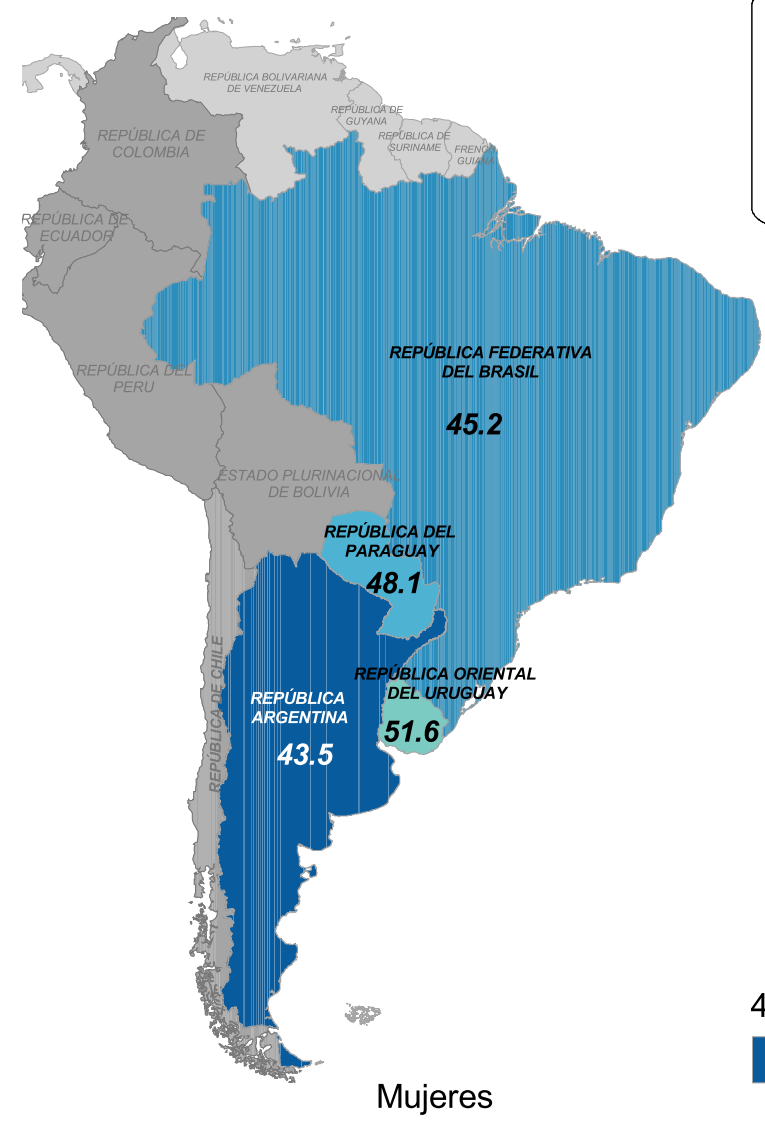 REPÚBLICA BOLIVARIANA
DE VENEZUELA
REPÚBLICA DE
GUYANA
REPÚBLICA DE
SURINAME
FRENC
GUIANA
REPÚBLICA DE
COLOMBIA
REPÚBLICA DE
ECUADOR
REPÚBLICA FEDERATIVA
DEL BRASIL
45.2
REPÚBLICA DEL
PERU
ESTADO PLURINACIONAL
DE BOLIVIA
REPÚBLICA DEL
PARAGUAY
48.1
REPÚBLICA DE CHILE
REPÚBLICA ORIENTAL
DEL URUGUAY
51.6
REPÚBLICA
ARGENTINA
43.5
4
Mujeres